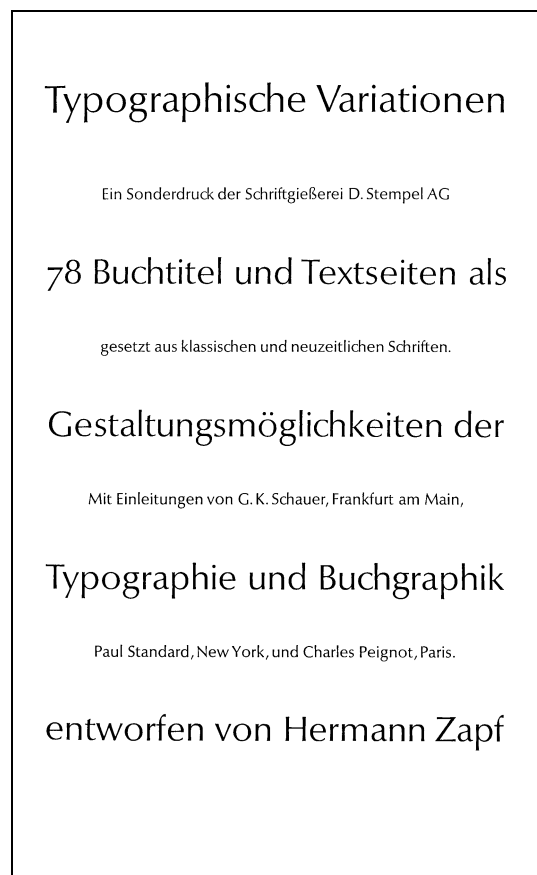 Typographische Variationen
Ein Sonderdruck der Schriftgießerei D. Stempel AG
78 Buchtitel und Textseiten als
gesetzt aus klassischen und neuzeitlichen Schriften.
Gestaltungsmöglichkeiten der
Mit Einleitungen von G. K. Schauer, Frankfurt am Main,
Typographie und Buchgraphik
Paul Standard, New York, und Charles Peignot, Paris.
entworfen von Hermann Zapf